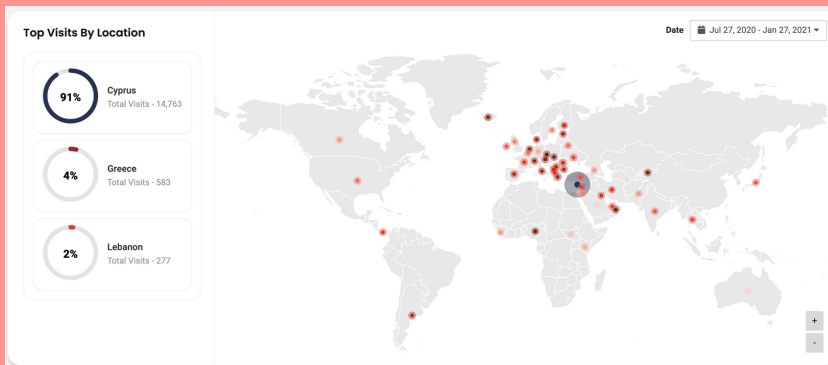 Top Visits By Location
Date
Jul 27, 2020 - Jan 27, 2021
91%
Cyprus
Total Visits - 14,763
4%
Greece
Total Visits - 583
2%
Lebanon
Total Visits - 277
+
-